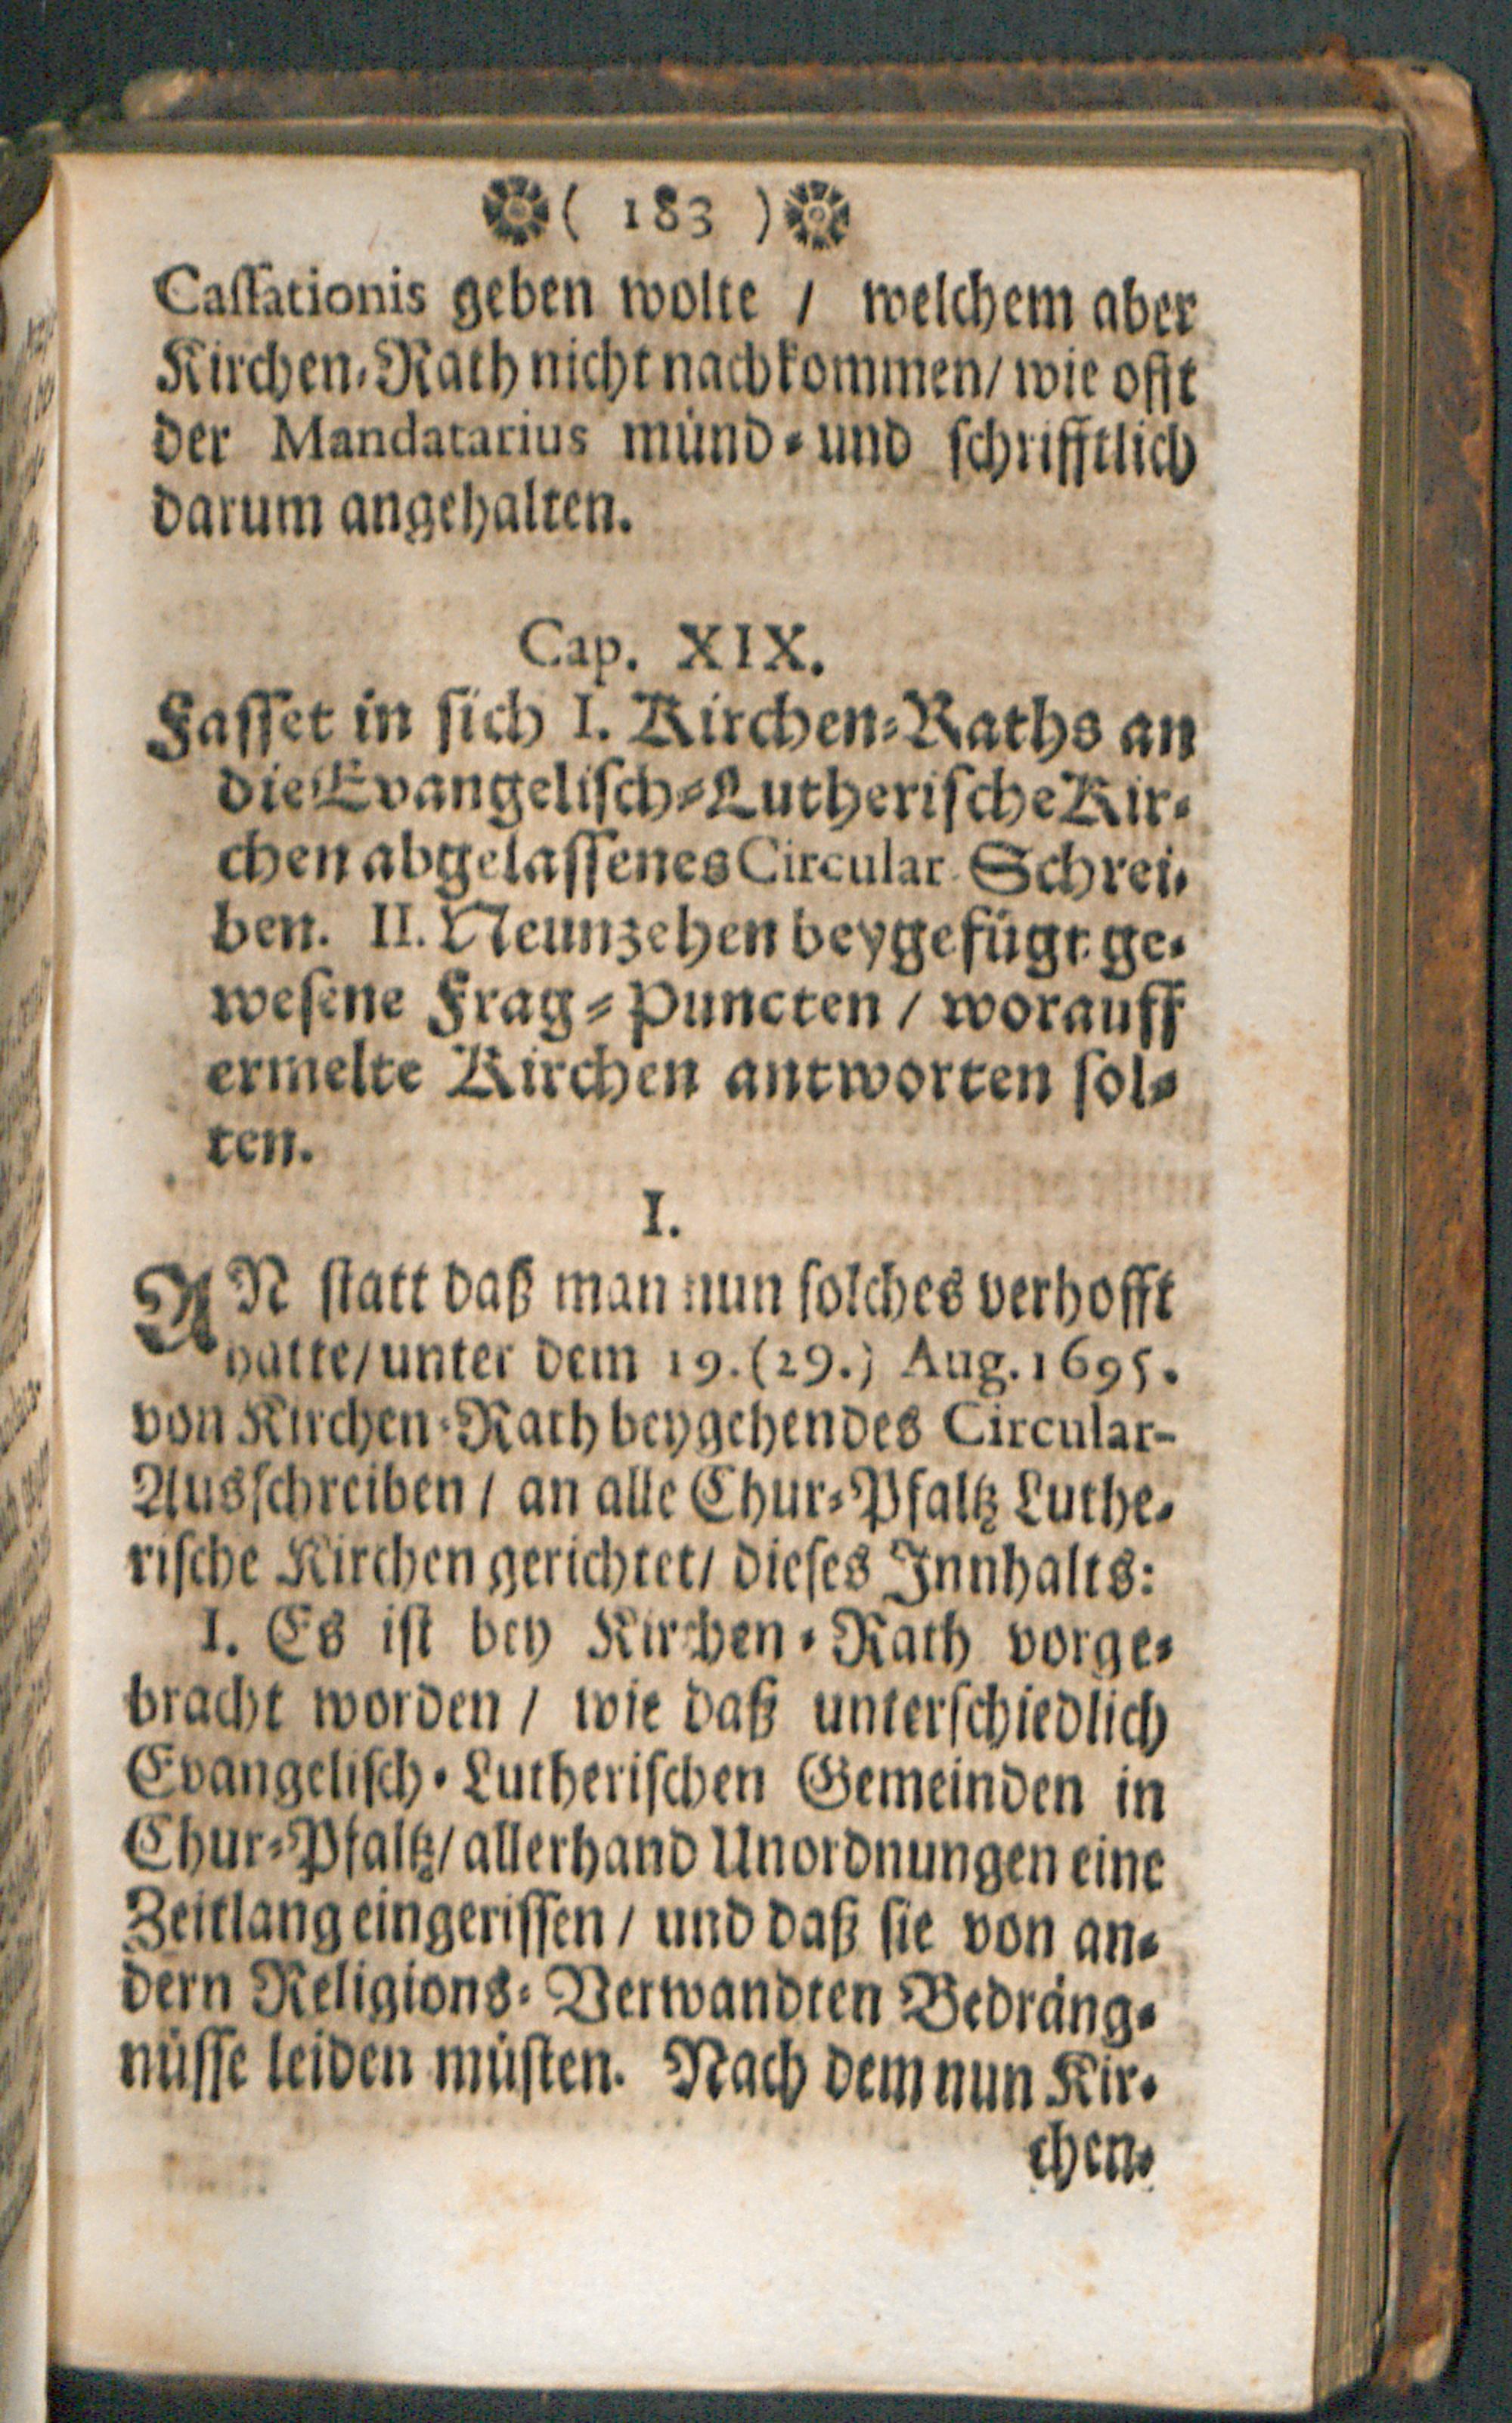 ( 183 )
Cassationis geben wolte / welchem aber
Kirchen-Rath nicht nachkommen / wie offt
der Mandatarius münd- und schrifftlich
darum angehalten.
Cap. XIX.
Fasset in sich I. Kirchen-Raths an
die Evangelisch-Lutherische Kir-
chen abgelassenes Circular Schrei-
ben. II. Neunzehen beygefügt ge-
wesene Frag-Puncten / worauff
ermelte Kirchen antworten sol-
ten.
I.
AN statt daß man nun solches verhofft
hatte / unter dem 19. (29.) Aug. 1695.
von Kirchen-Rath beygehendes Circular-
Ausschreiben / an alle Chur-Pfaltz Luthe-
rische Kirchen gerichtet / dieses Innhalts:
I. Es ist bey Kirchen-Rath vorge-
bracht worden / wie daß unterschiedlich
Evangelisch-Lutherischen Gemeinden in
Chur-Pfaltz / allerhand Unordnungen eine
Zeitlang eingerissen / und daß sie von an-
dern Religions-Verwandten Bedräng-
nüsse leiden müsten. Nach dem nun Kir-
chen-